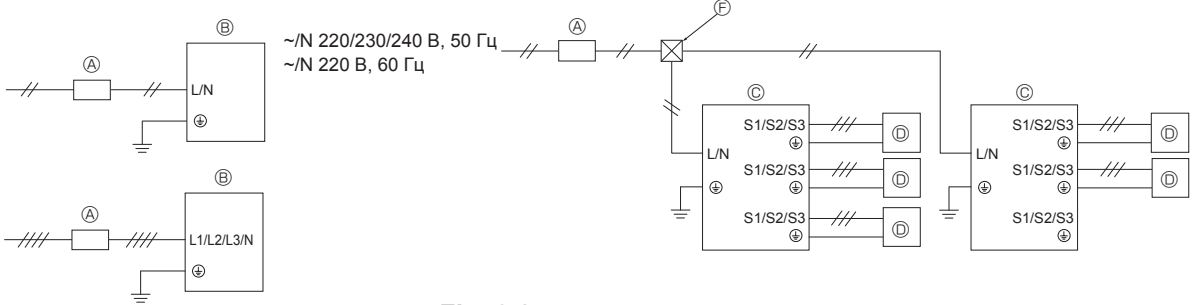 Ⓑ
Ⓐ
L/N
~/N 220/230/240 В, 50 Гц
~/N 220 В, 60 Гц
Ⓑ
Ⓐ
L1/L2/L3/N
Ⓕ
Ⓐ
Ⓒ
L/N
S1/S2/S3
Ⓓ
S1/S2/S3
Ⓓ
S1/S2/S3
Ⓓ
Ⓒ
L/N
S1/S2/S3
Ⓓ
S1/S2/S3
Ⓓ
S1/S2/S3